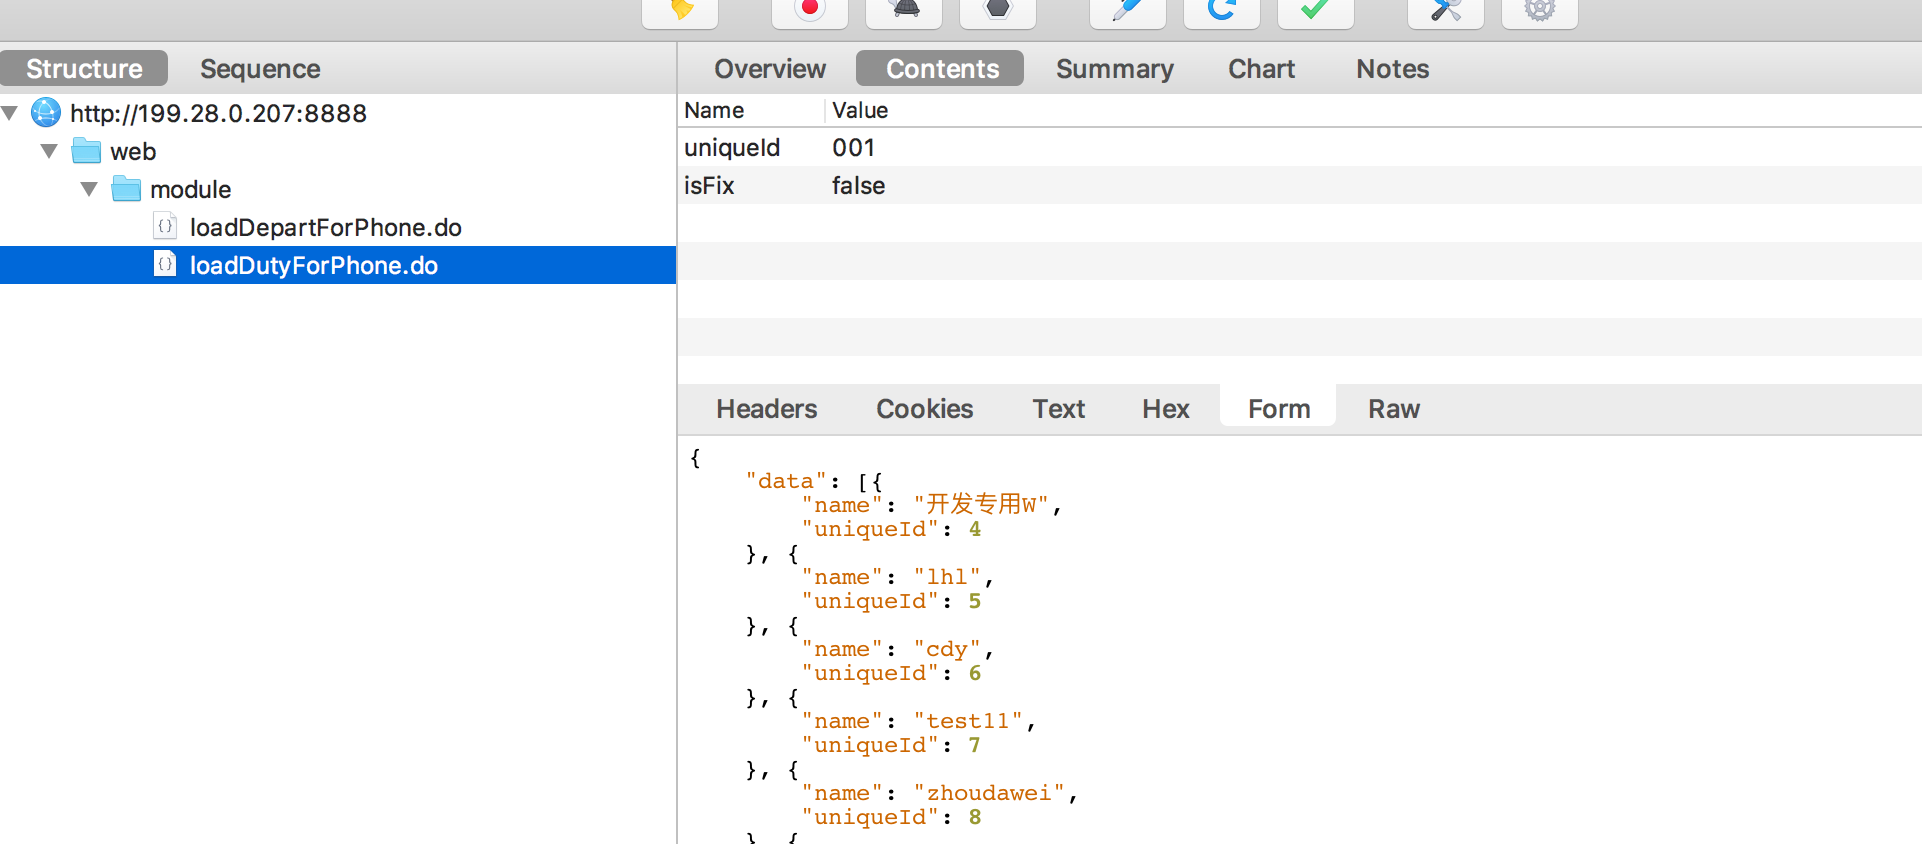 Structure Sequence
http://199.28.0.207:8888
web
module
loadDepartForPhone.do
loadDutyForPhone.do
Overview Contents Summary Chart Notes
Name Value
uniqueId 001
isFix false
Headers Cookies Text Hex Form Raw
{
"data": [{
"name": "开发专用W",
"uniqueId": 4
}, {
"name": "lhl",
"uniqueId": 5
}, {
"name": "cdy",
"uniqueId": 6
}, {
"name": "test11",
"uniqueId": 7
}, {
"name": "zhoudawei",
"uniqueId": 8
}, {